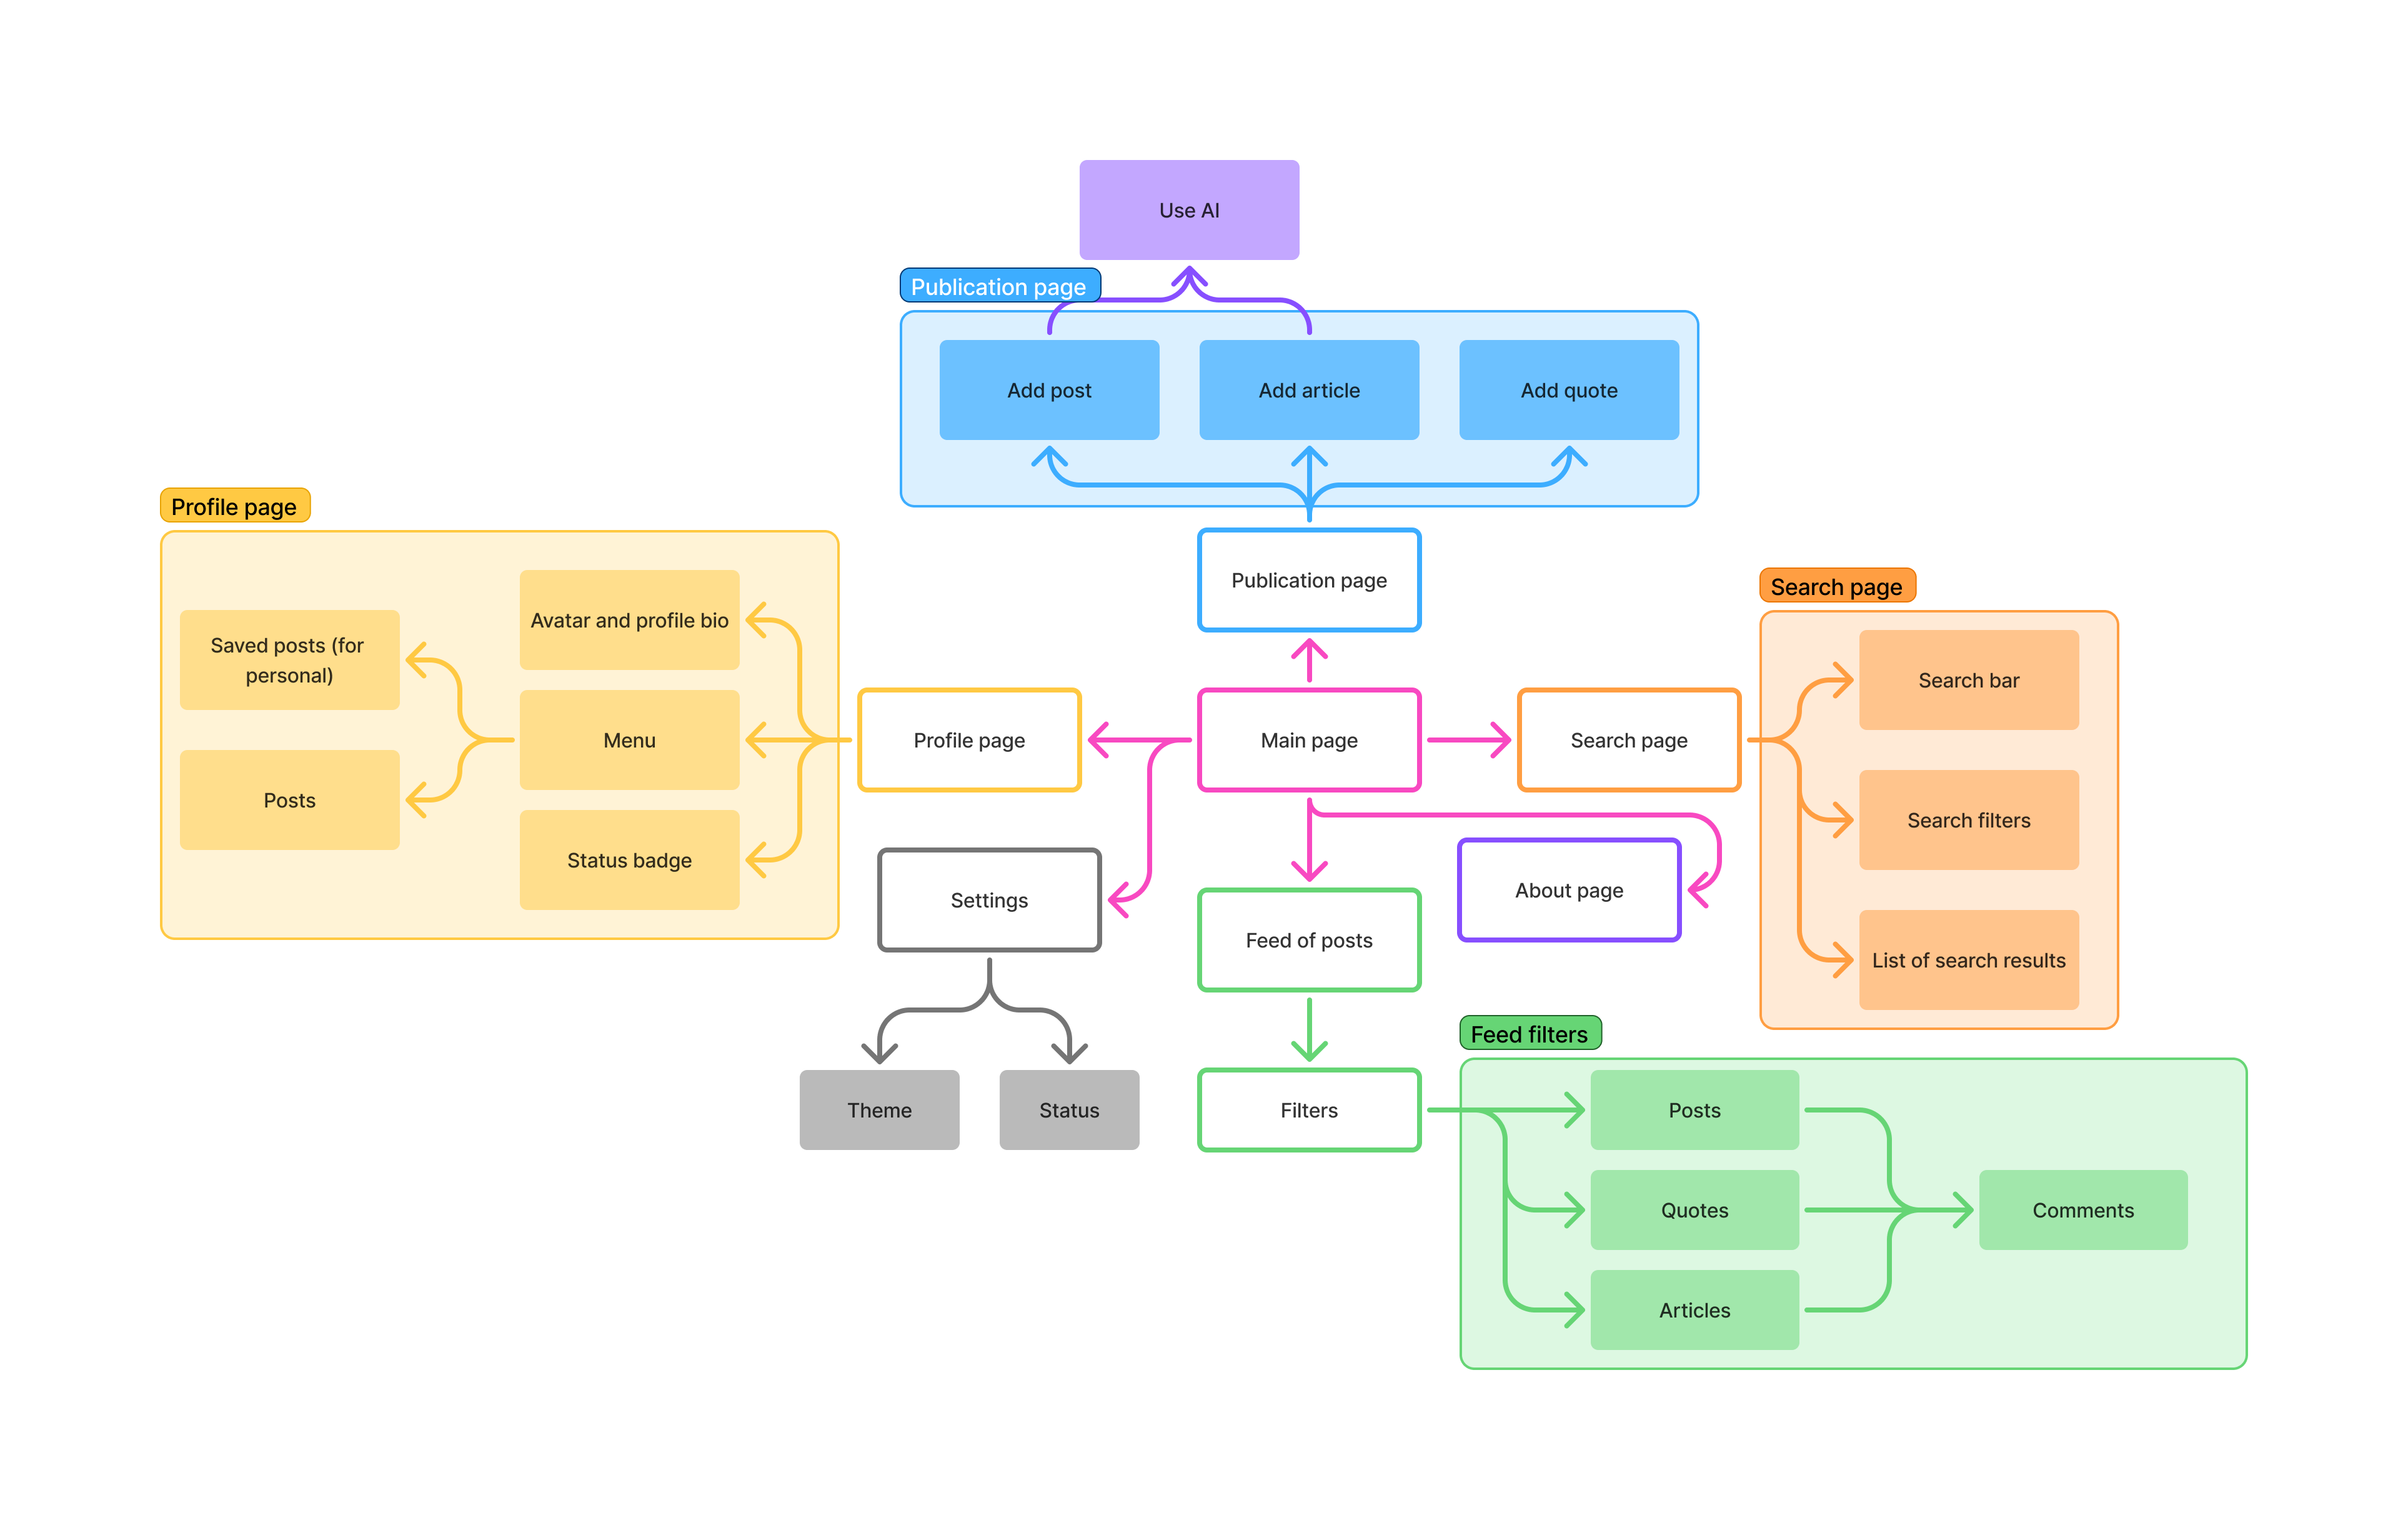 Use AI
Publication page
Add post
Add article
Add quote
Profile page
Publication page
Search page
Avatar and profile bio
Saved posts (for
personal)
Search bar
Menu
Profile page
Main page
Search page
Posts
Search filters
Status badge
Settings
About page
Feed of posts
List of search results
Feed filters
Theme
Status
Filters
Posts
Quotes
Comments
Articles